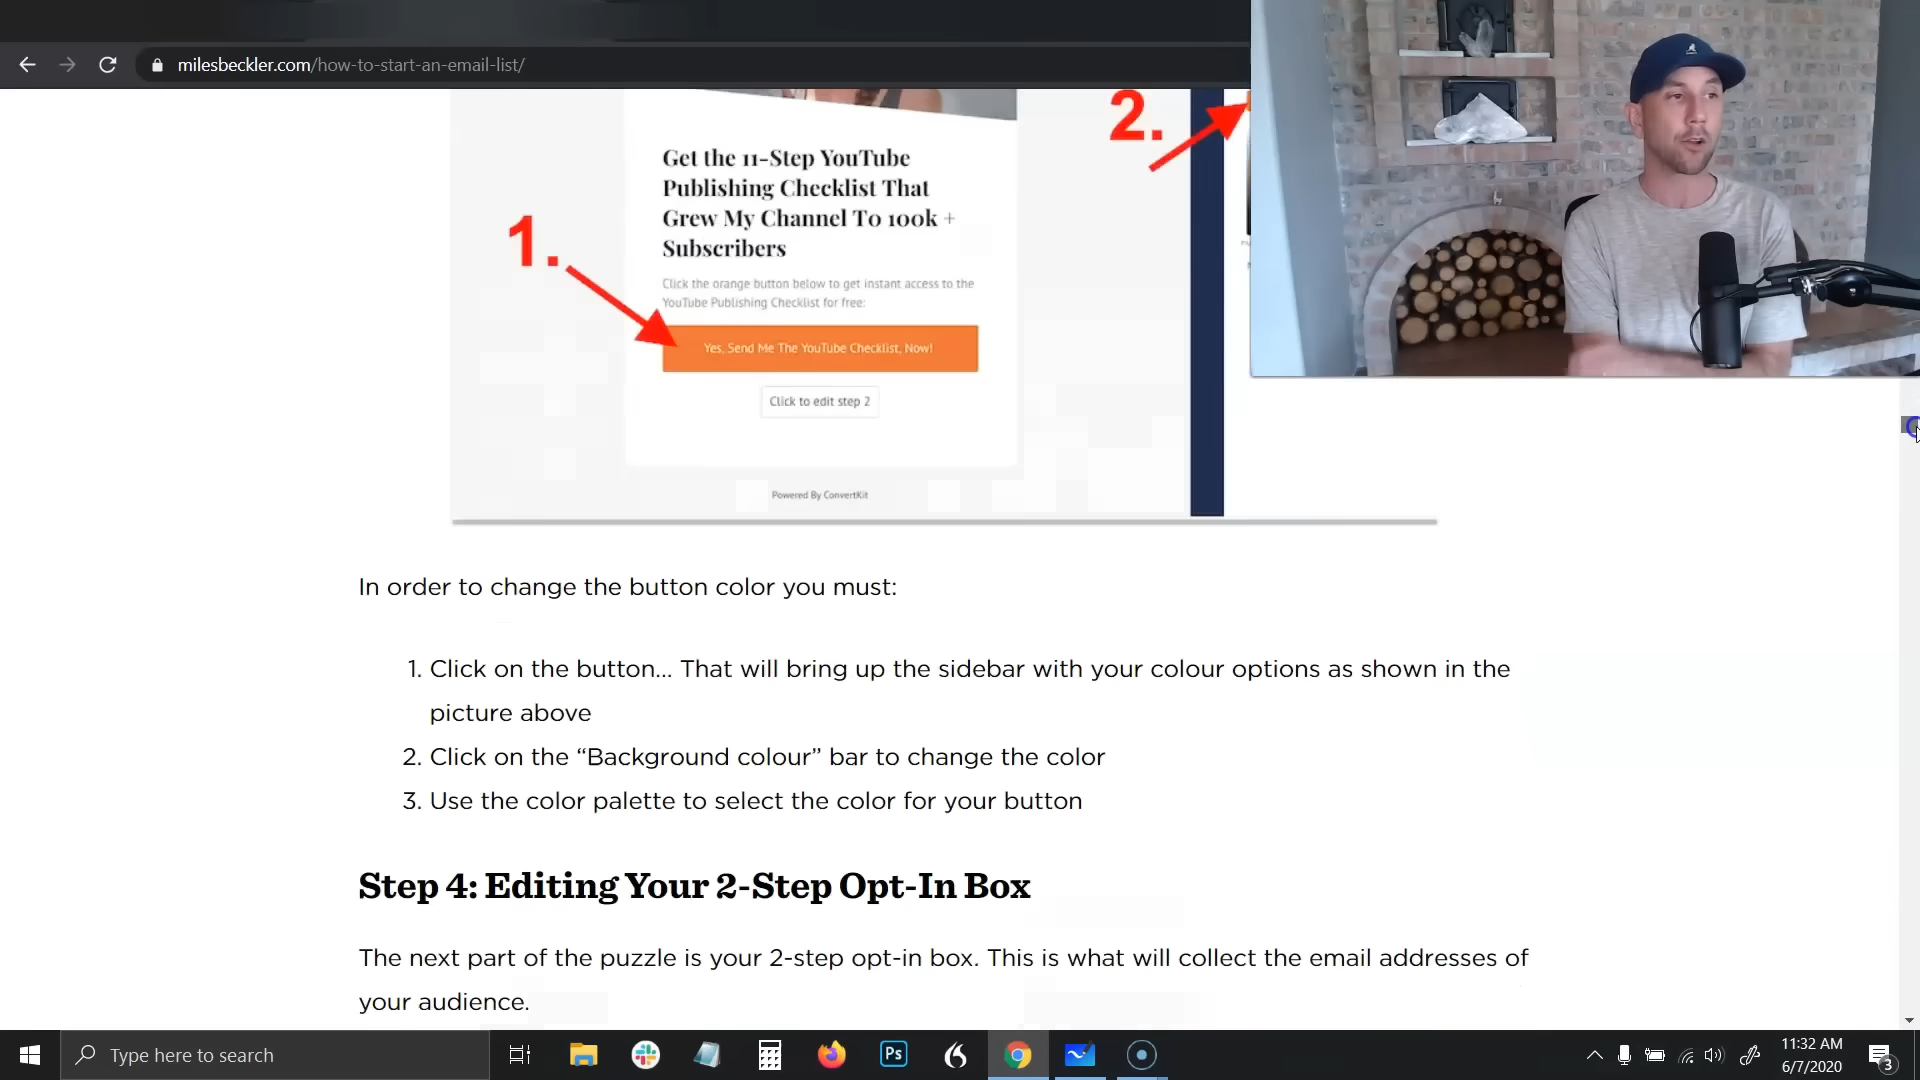 milesbeckler.com/how-to-start-an-email-list/
2.
Get the 11-Step YouTube
Publishing Checklist That
Grew My Channel To 100k +
Subscribers
1.
Click the orange button below to get instant access to the
YouTube Publishing Checklist for free:
Yes, Send Me The YouTube Checklist, Now!
Click to edit step 2
Powered By ConvertKit
In order to change the button color you must:
1. Click on the button... That will bring up the sidebar with your colour options as shown in the
picture above
2. Click on the “Background colour” bar to change the color
3. Use the color palette to select the color for your button
Step 4: Editing Your 2-Step Opt-In Box
The next part of the puzzle is your 2-step opt-in box. This is what will collect the email addresses of
your audience.
Type here to search
Ps
11:32 AM
6/7/2020
3